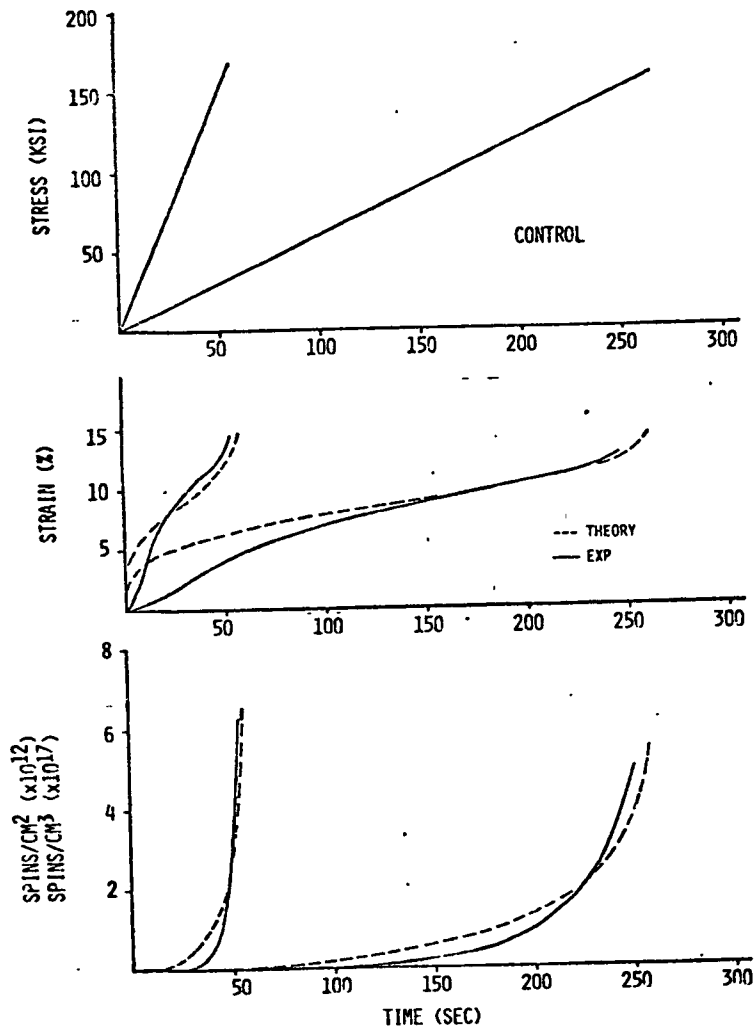 200
150
100
50
STRESS (KSI)
CONTROL
50 100 150 200 250 300
15
10
5
STRAIN (%)
--- THEORY
— EXP
50 100 150 200 250 300
8
6
4
2
SPINS/CM² (x10¹²)
SPINS/CM³ (x10¹⁷)
50 100 150 200 250 300
TIME (SEC)